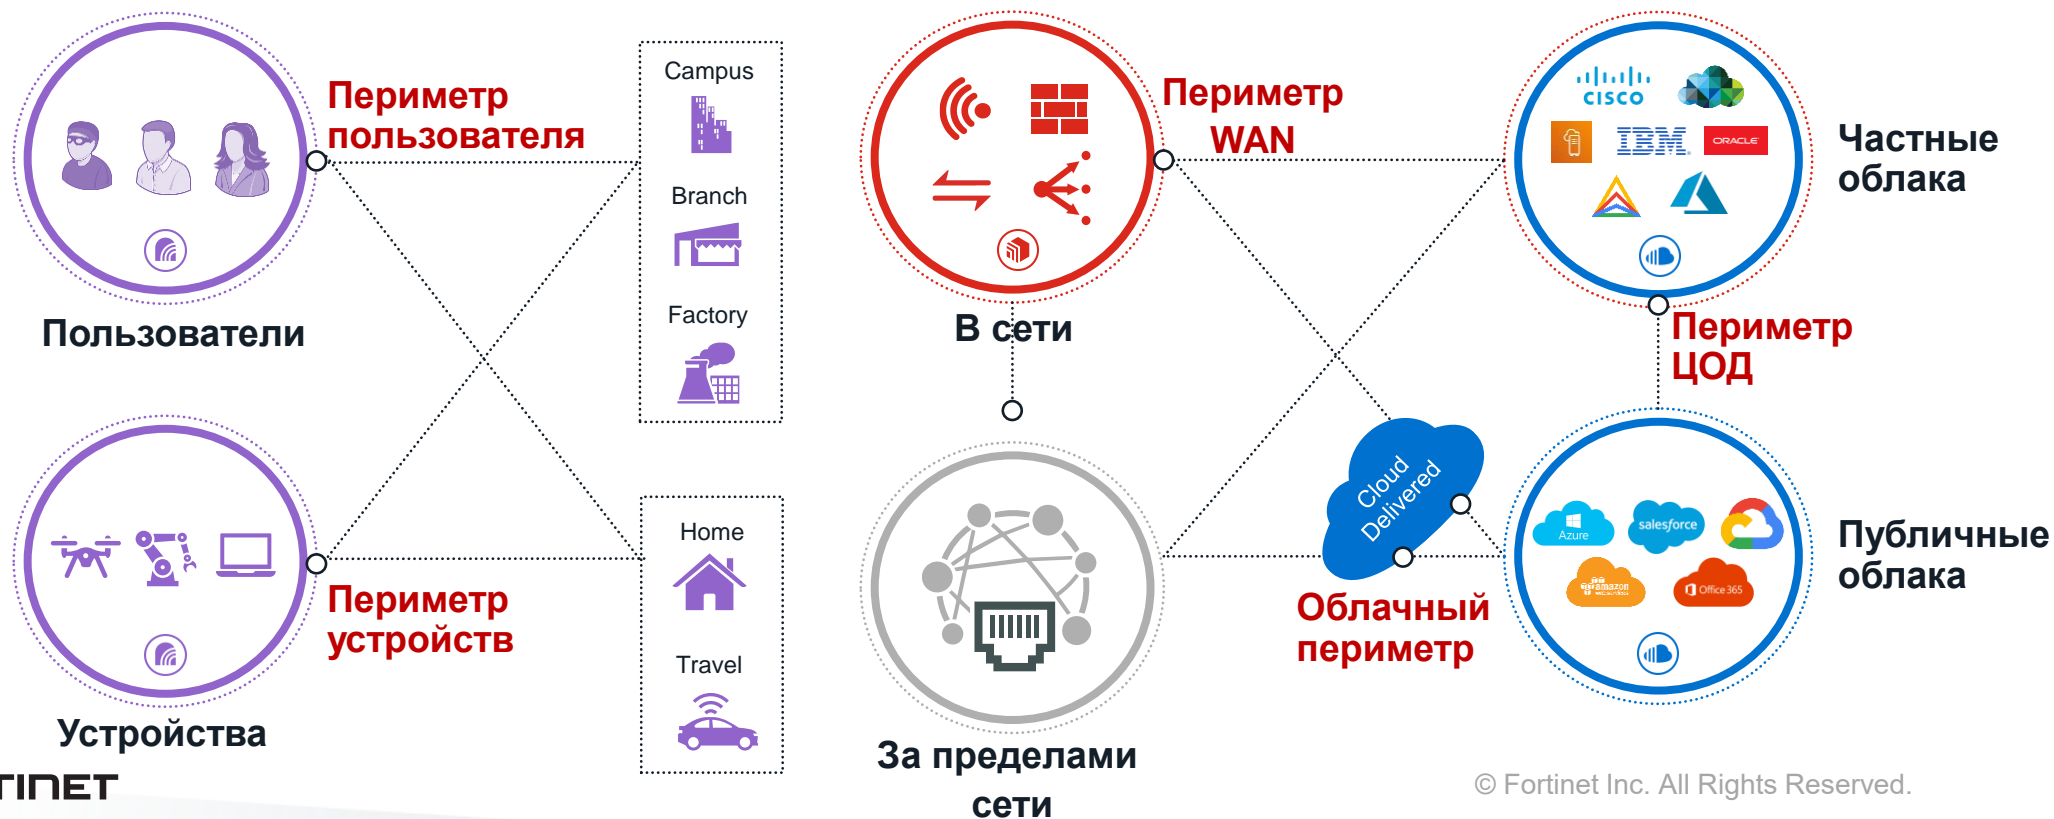 Периметр
пользователя
Пользователи
Периметр
устройств
Устройства
Campus
Branch
Factory
Home
Travel
В сети
За пределами
сети
Периметр
WAN
Cloud
Delivered
Облачный
периметр
CISCO
IBM
ORACLE
Частные
облака
Периметр
ЦОД
Azure
salesforce
amazon
Office 365
Публичные
облака
TINET
© Fortinet Inc. All Rights Reserved.